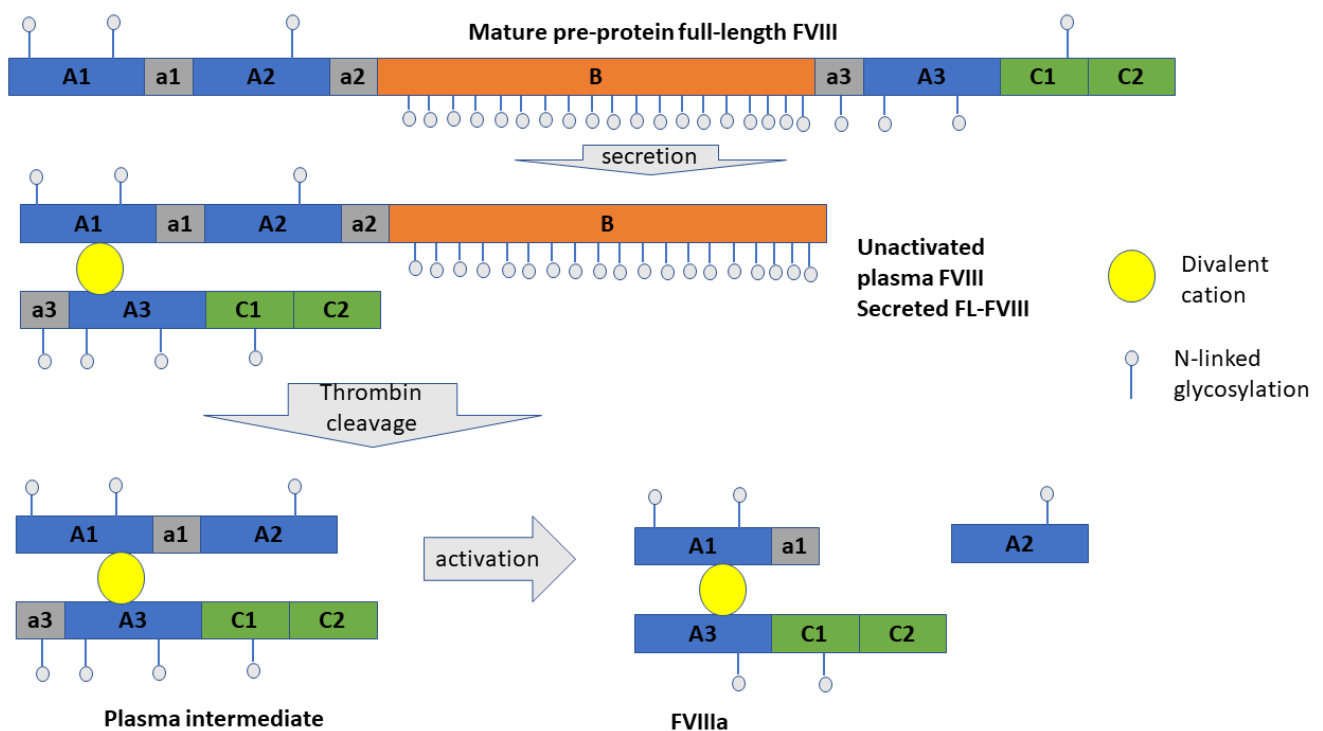 Mature pre-protein full-length FVIII
A1 a1 A2 a2 B a3 A3 C1 C2
secretion
A1 a1 A2 a2 B
a3 A3 C1 C2
Unactivated
plasma FVIII
Secreted FL-FVIII
Divalent
cation
N-linked
glycosylation
Thrombin
cleavage
A1 a1 A2
a3 A3 C1 C2
Plasma intermediate
activation
A1 a1
A3 C1 C2
A2
FVIIIa